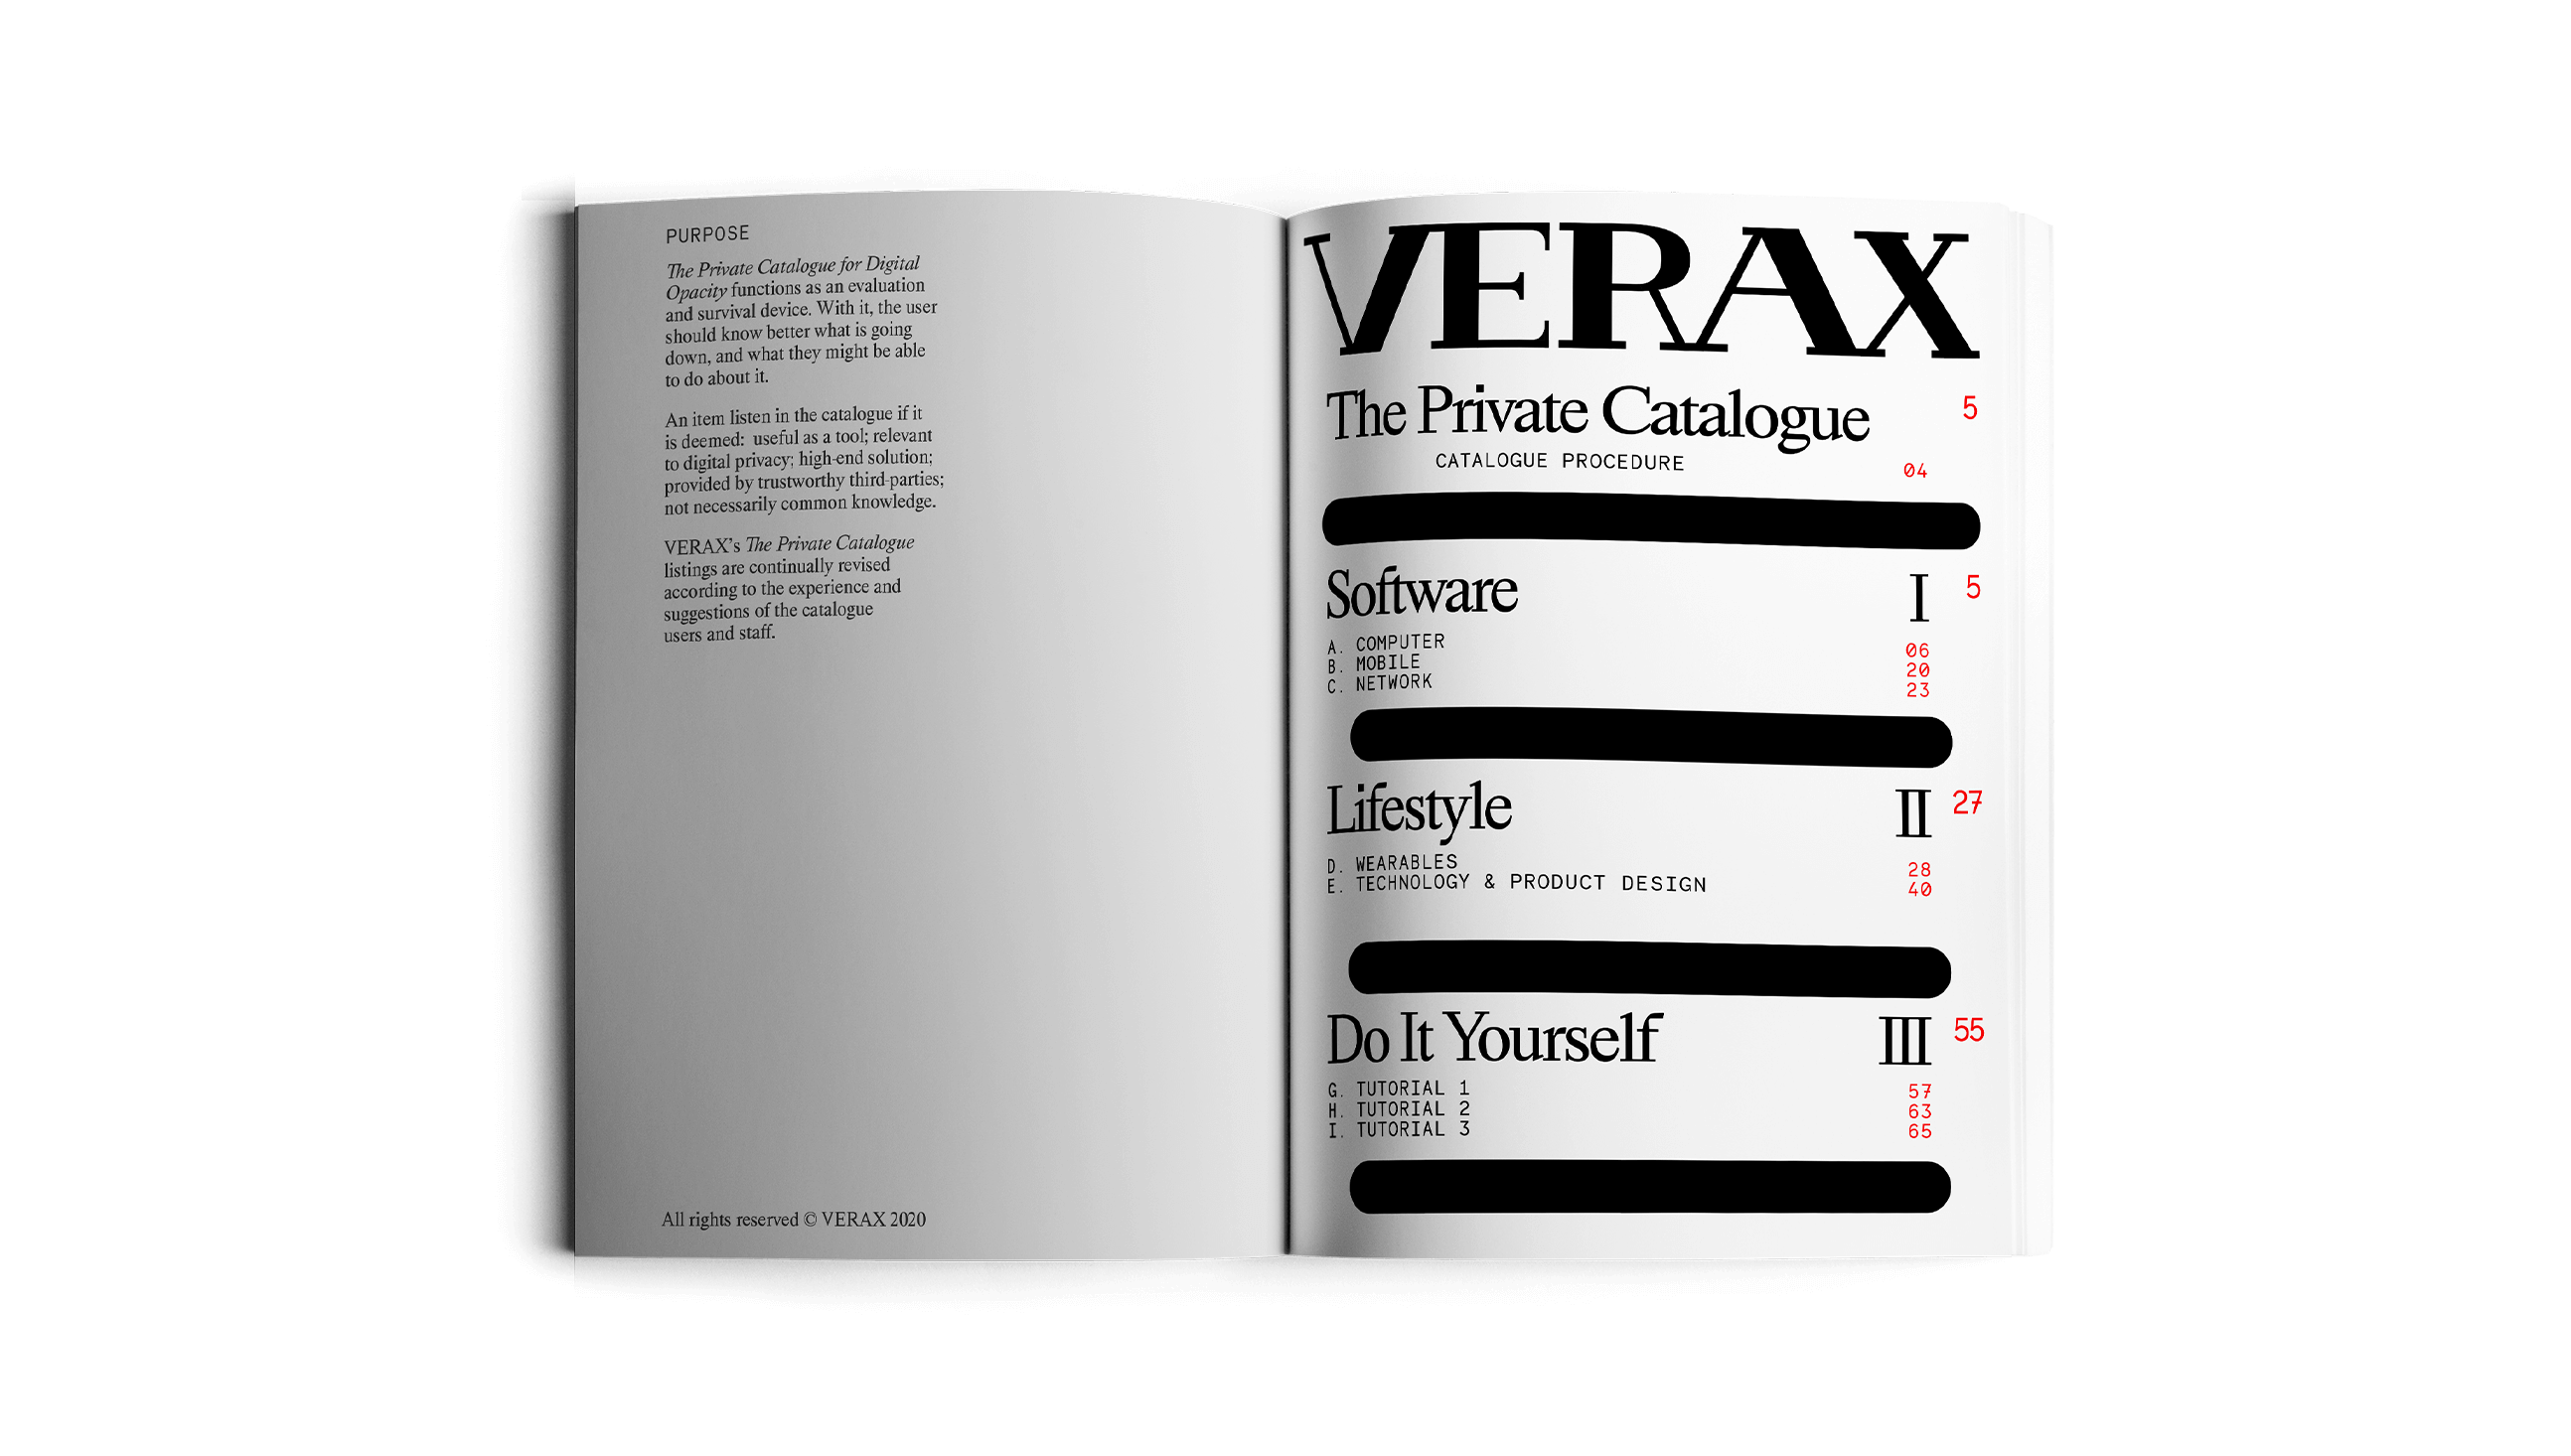 PURPOSE
The Private Catalogue for Digital
Opacity functions as an evaluation
and survival device. With it, the user
should know better what is going
down, and what they might be able
to do about it.
An item listen in the catalogue if it
is deemed:  useful as a tool; relevant
to digital privacy; high-end solution;
provided by trustworthy third-parties;
not necessarily common knowledge.
VERAX's The Private Catalogue
listings are continually revised
according to the experience and
suggestions of the catalogue
users and staff.
All rights reserved © VERAX 2020
VERAX
The Private Catalogue 5
CATALOGUE PROCEDURE 04
Software I 5
A. COMPUTER 06
B. MOBILE 20
C. NETWORK 23
Lifestyle II 27
D. WEARABLES 28
E. TECHNOLOGY & PRODUCT DESIGN 40
Do It Yourself III 55
G. TUTORIAL 1 57
H. TUTORIAL 2 63
I. TUTORIAL 3 65